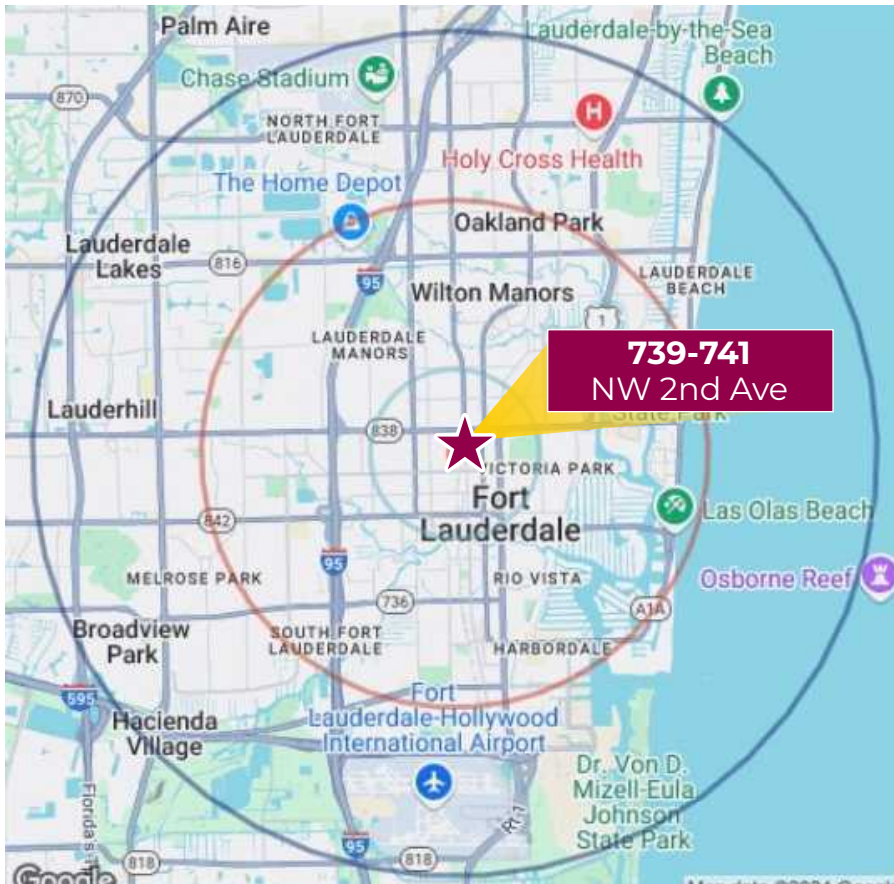 Palm Aire
Lauderdale-by-the-Sea
Beach
Chase Stadium
870
NORTH FORT
LAUDERDALE
Holy Cross Health
The Home Depot
Oakland Park
Lauderdale
Lakes
816
LAUDERDALE
BEACH
95
Wilton Manors
1
LAUDERDALE
MANORS
739-741
NW 2nd Ave
Lauderhill
838
State Park
VICTORIA PARK
Fort
Lauderdale
842
Las Olas Beach
95
MELROSE PARK
RIO VISTA
Osborne Reef
736
A1A
Broadview
Park
SOUTH FORT
LAUDERDALE
HARBORDALE
595
Hacienda
Village
Fort
Lauderdale-Hollywood
International Airport
Dr. Von D.
Mizell-Eula
Johnson
State Park
Florida's
95
818
818
Google